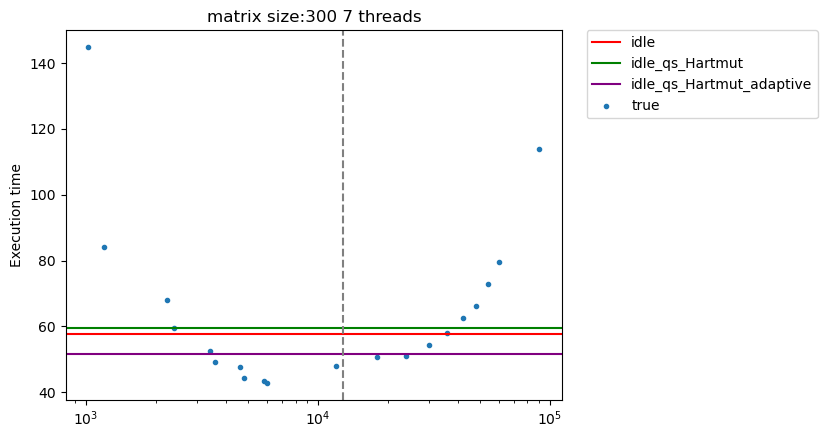 matrix size:300 7 threads
Execution time
140
120
100
80
60
40
10³
10⁴
10⁵
idle
idle_qs_Hartmut
idle_qs_Hartmut_adaptive
true